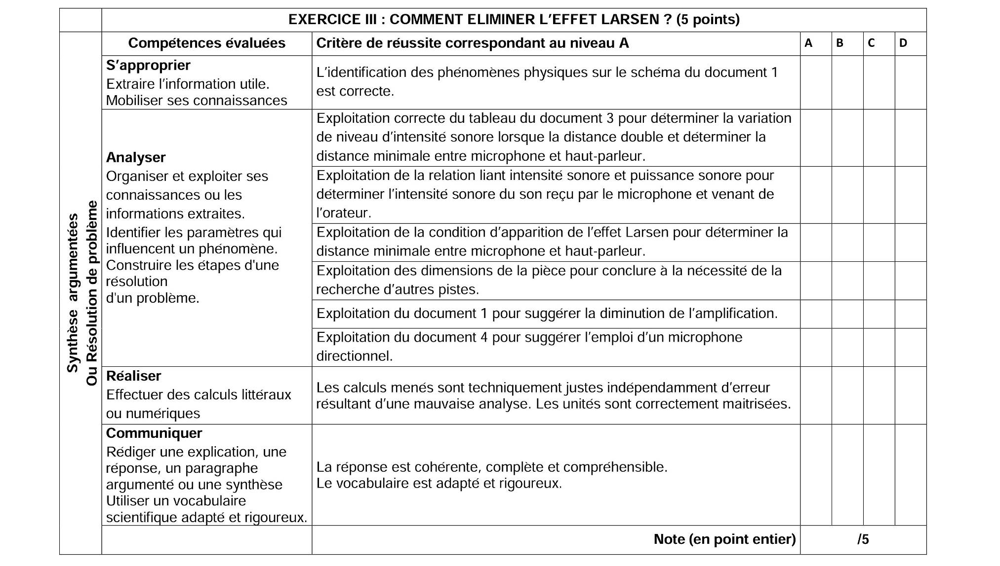 EXERCICE III : COMMENT ELIMINER L'EFFET LARSEN ? (5 points)
Synthèse argumentées
Ou Résolution de problème
Compétences évaluées
Critère de réussite correspondant au niveau A
A
B
C
D
S'approprier
Extraire l'information utile.
Mobiliser ses connaissances
L'identification des phénomènes physiques sur le schéma du document 1
est correcte.
Analyser
Organiser et exploiter ses
connaissances ou les
informations extraites.
Identifier les paramètres qui
influencent un phénomène.
Construire les étapes d'une
résolution
d'un problème.
Exploitation correcte du tableau du document 3 pour déterminer la variation
de niveau d'intensité sonore lorsque la distance double et déterminer la
distance minimale entre microphone et haut-parleur.
Exploitation de la relation liant intensité sonore et puissance sonore pour
déterminer l'intensité sonore du son reçu par le microphone et venant de
l'orateur.
Exploitation de la condition d'apparition de l'effet Larsen pour déterminer la
distance minimale entre microphone et haut-parleur.
Exploitation des dimensions de la pièce pour conclure à la nécessité de la
recherche d'autres pistes.
Exploitation du document 1 pour suggérer la diminution de l'amplification.
Exploitation du document 4 pour suggérer l'emploi d'un microphone
directionnel.
Réaliser
Effectuer des calculs littéraux
ou numériques
Les calculs menés sont techniquement justes indépendamment d'erreur
résultant d'une mauvaise analyse. Les unités sont correctement maitrisées.
Communiquer
Rédiger une explication, une
réponse, un paragraphe
argumenté ou une synthèse
Utiliser un vocabulaire
scientifique adapté et rigoureux.
La réponse est cohérente, complète et compréhensible.
Le vocabulaire est adapté et rigoureux.
Note (en point entier)
/5